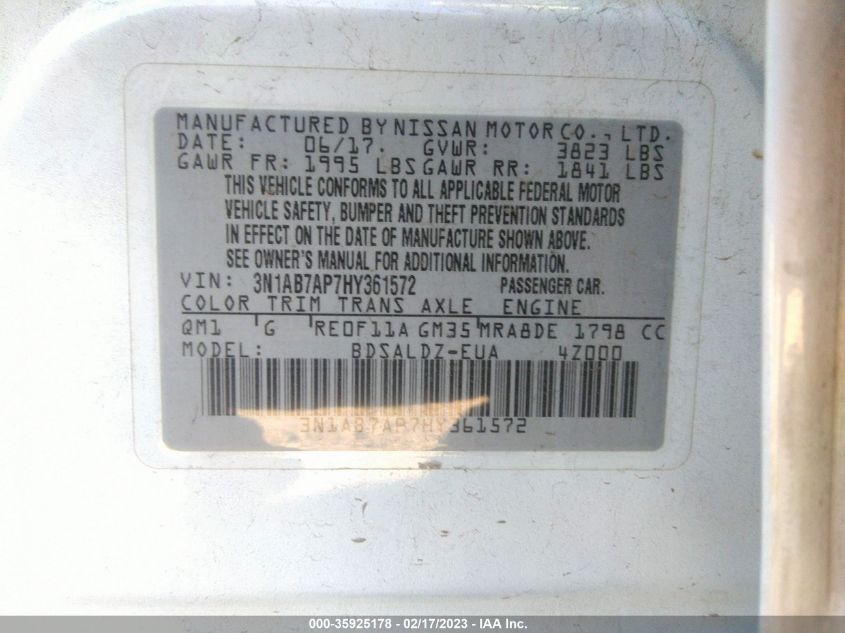 MANUFACTURED BY NISSAN MOTOR CO., LTD.
DATE: 06/17. GVWR: 3823 LBS
GAWR FR: 1995 LBS GAWR RR: 1841 LBS
THIS VEHICLE CONFORMS TO ALL APPLICABLE FEDERAL MOTOR
VEHICLE SAFETY, BUMPER AND THEFT PREVENTION STANDARDS
IN EFFECT ON THE DATE OF MANUFACTURE SHOWN ABOVE.
SEE OWNER'S MANUAL FOR ADDITIONAL INFORMATION.
VIN: 3N1AB7AP7HY361572 PASSENGER CAR.
COLOR TRIM TRANS AXLE ENGINE
QM1 G RE0F11A GM35 MRA8DE 1798 CC
MODEL: BDSALDZ-EUA 4Z000
3N1AB7AP7HY361572
000-35925178 - 02/17/2023 - IAA Inc.